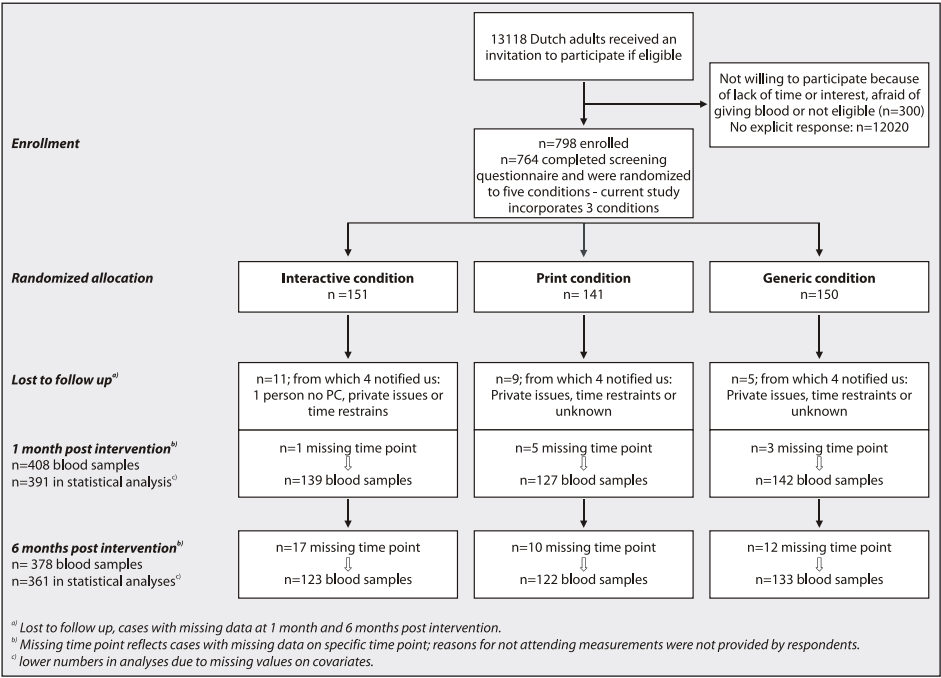 13118 Dutch adults received an
invitation to participate if eligible
Not willing to participate because
of lack of time or interest, afraid of
giving blood or not eligible (n=300)
No explicit response: n=12020
Enrollment
n=798 enrolled
n=764 completed screening
questionnaire and were randomized
to five conditions - current study
incorporates 3 conditions
Randomized allocation
Interactive condition
n =151
Print condition
n= 141
Generic condition
n=150
Lost to follow up a)
n=11; from which 4 notified us:
1 person no PC, private issues or
time restrains
n=9; from which 4 notified us:
Private issues, time restraints or
unknown
n=5; from which 4 notified us:
Private issues, time restraints or
unknown
1 month post intervention b)
n=408 blood samples
n=391 in statistical analysis c)
n=1 missing time point
⇩
n=139 blood samples
n=5 missing time point
⇩
n=127 blood samples
n=3 missing time point
⇩
n=142 blood samples
6 months post intervention b)
n= 378 blood samples
n=361 in statistical analyses c)
n=17 missing time point
⇩
n=123 blood samples
n=10 missing time point
⇩
n=122 blood samples
n=12 missing time point
⇩
n=133 blood samples
a) Lost to follow up, cases with missing data at 1 month and 6 months post intervention.
b) Missing time point reflects cases with missing data on specific time point; reasons for not attending measurements were not provided by respondents.
c) lower numbers in analyses due to missing values on covariates.